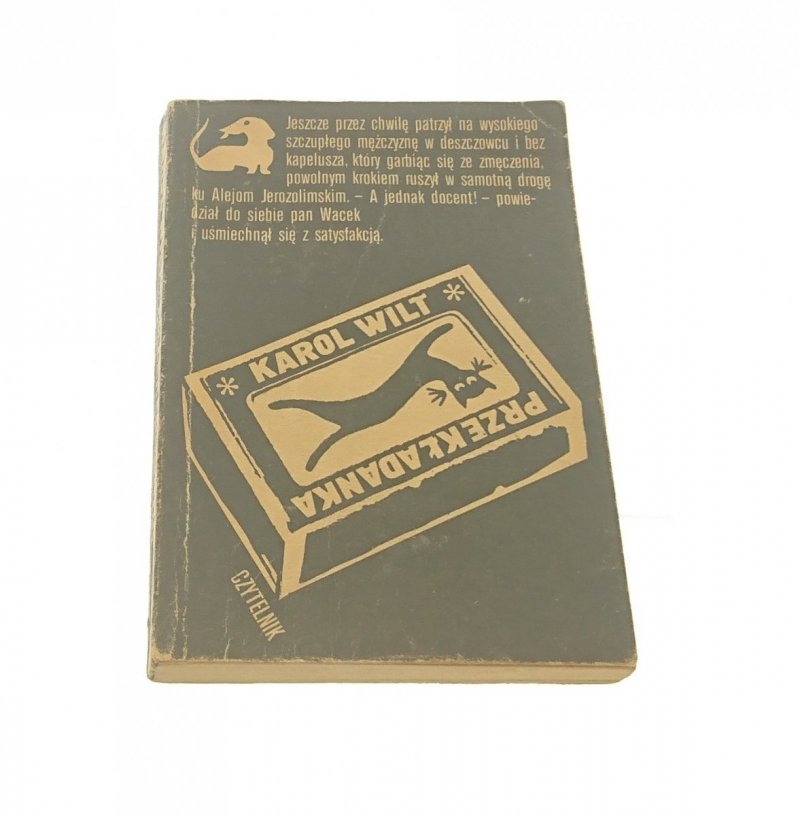 Jeszcze przez chwilę patrzył na wysokiego
szczupłego mężczyznę w deszczowcu i bez
kapelusza, który garbiąc się ze zmęczenia,
powolnym krokiem ruszył w samotną drogę
ku Alejom Jerozolimskim. – A jednak docent! – powie-
dział do siebie pan Wacek
i uśmiechnął się z satysfakcją.
* KAROL WILT *
PRZEKŁADANKA
CZYTELNIK